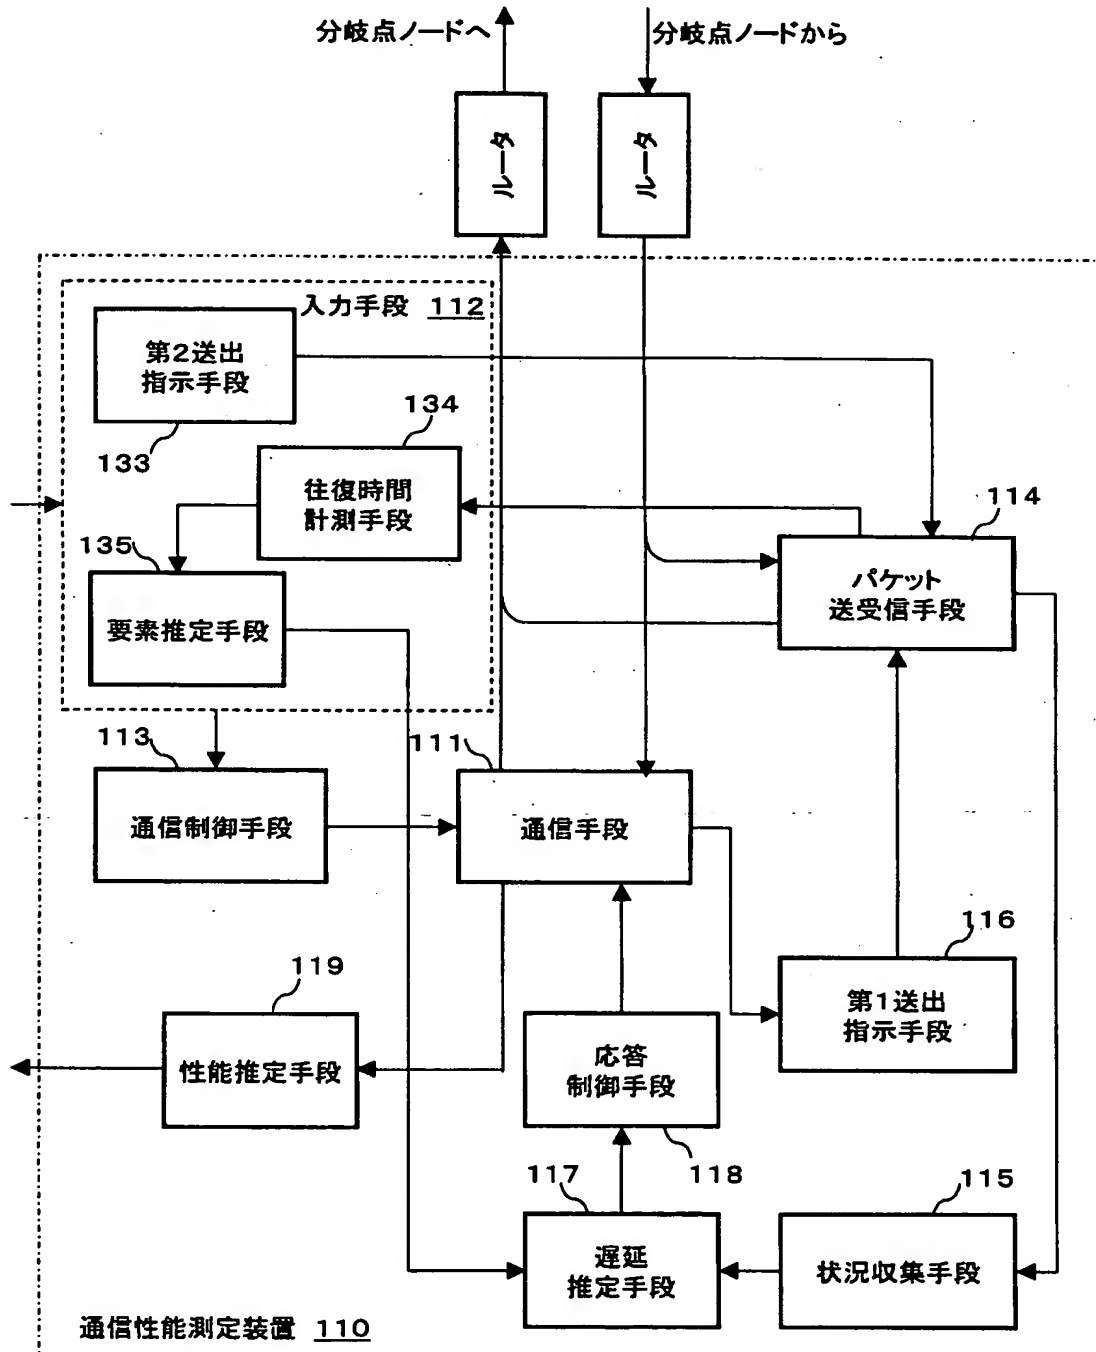 分岐点ノードへ
分岐点ノードから
ルータ
ルータ
入力手段 112
第2送出
指示手段
133
134
往復時間
計測手段
135
要素推定手段
114
パケット
送受信手段
113
通信制御手段
111
通信手段
116
第1送出
指示手段
119
性能推定手段
応答
制御手段
118
117
遅延
推定手段
115
状況収集手段
通信性能測定装置 110